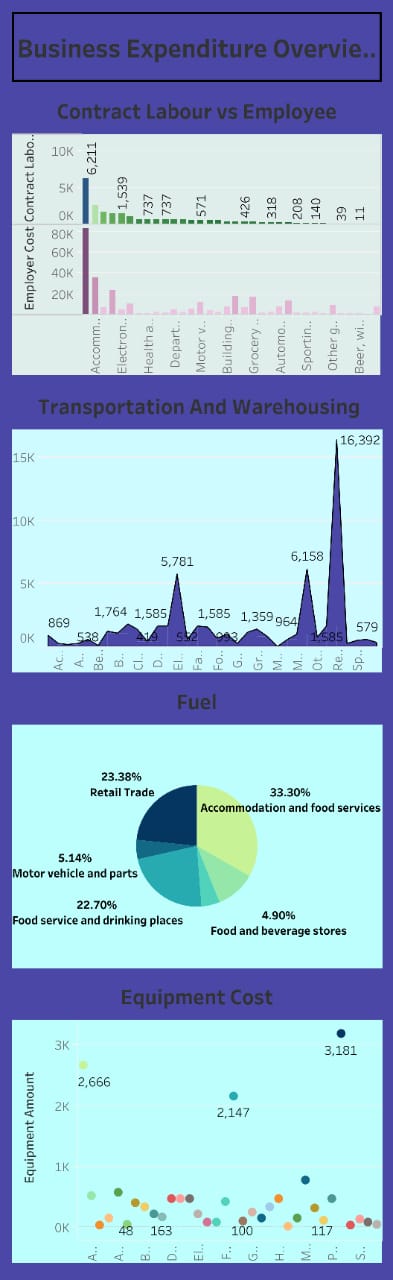 Business Expenditure Overvie..
Contract Labour vs Employee
Contract Labo..
10K
5K
0K
6,211
1,539
737
737
571
426
318
208
140
39
11
Employer Cost
80K
60K
40K
20K
Accomm..
Electron..
Health a..
Depart..
Motor v..
Building..
Grocery ..
Automo..
Sportin..
Other g..
Beer, wi..
Transportation And Warehousing
15K
10K
5K
0K
869
538
1,764
419
1,585
5,781
552
1,585
993
1,359
964
6,158
1,585
16,392
579
Ac..
A..
Be..
B..
Cl..
D..
El..
Fa..
Fo..
G..
Gr..
M..
M..
Ot..
Re..
Sp..
Fuel
23.38%
Retail Trade
33.30%
Accommodation and food services
5.14%
Motor vehicle and parts
22.70%
Food service and drinking places
4.90%
Food and beverage stores
Equipment Cost
Equipment Amount
3K
2K
1K
0K
2,666
48
163
2,147
100
117
3,181
A..
A..
B..
D..
El..
F..
G..
H..
M..
P..
S..